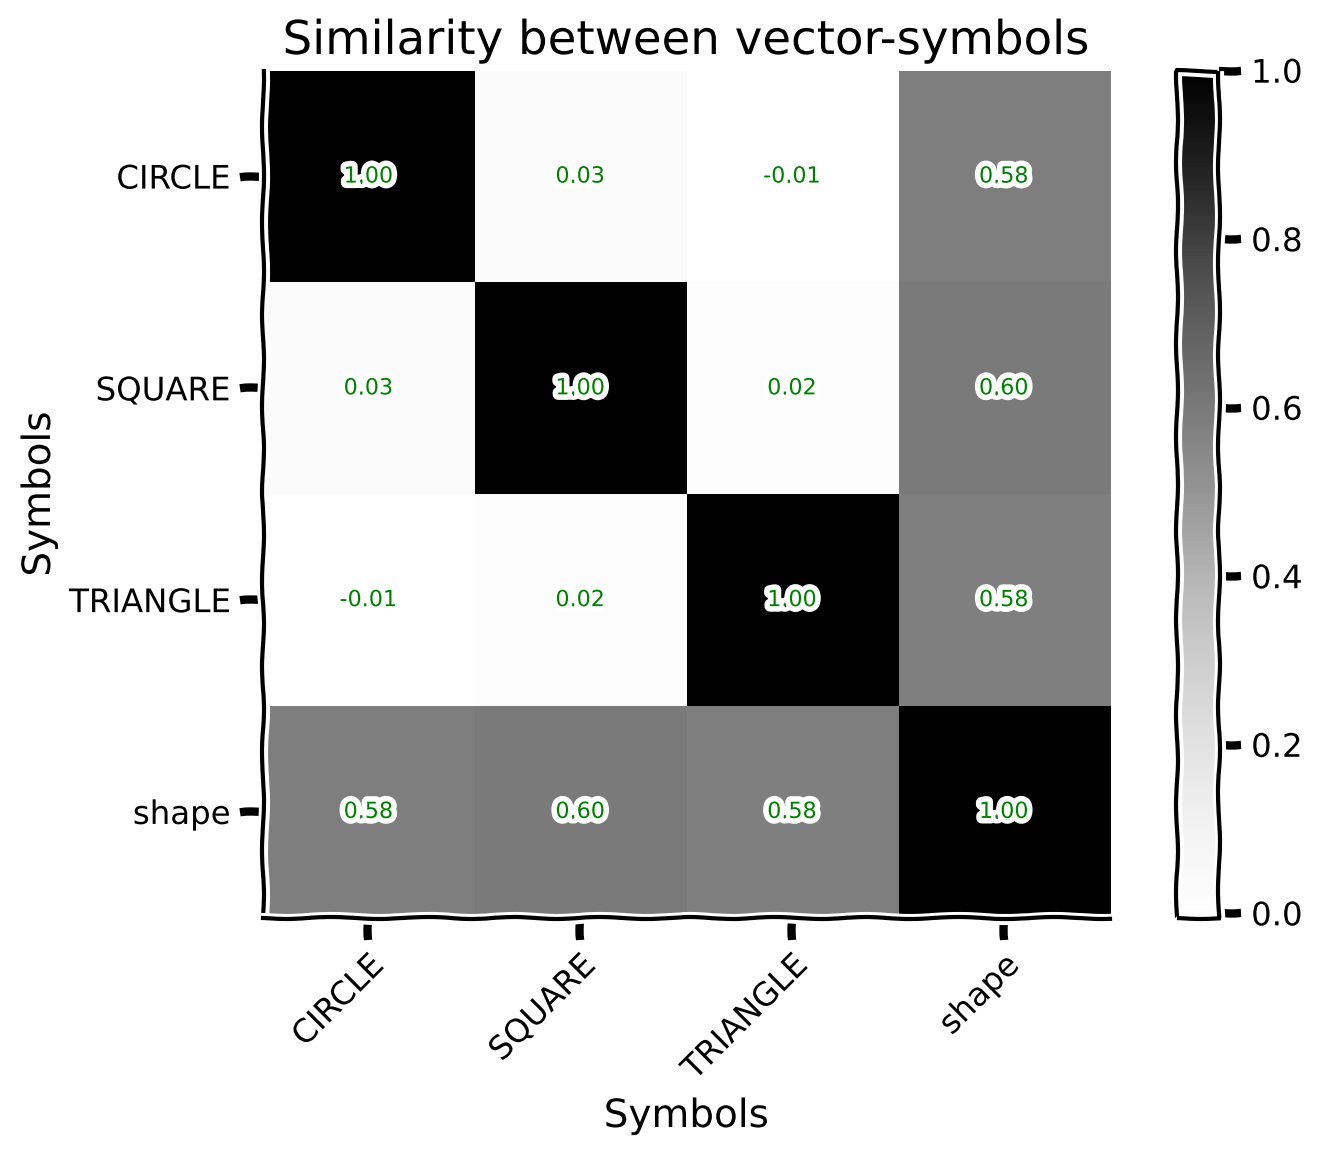 Similarity between vector-symbols
CIRCLE 1.00 0.03 -0.01 0.58
SQUARE 0.03 1.00 0.02 0.60
TRIANGLE -0.01 0.02 1.00 0.58
shape 0.58 0.60 0.58 1.00
Symbols
CIRCLE SQUARE TRIANGLE shape
Symbols
1.0
0.8
0.6
0.4
0.2
0.0